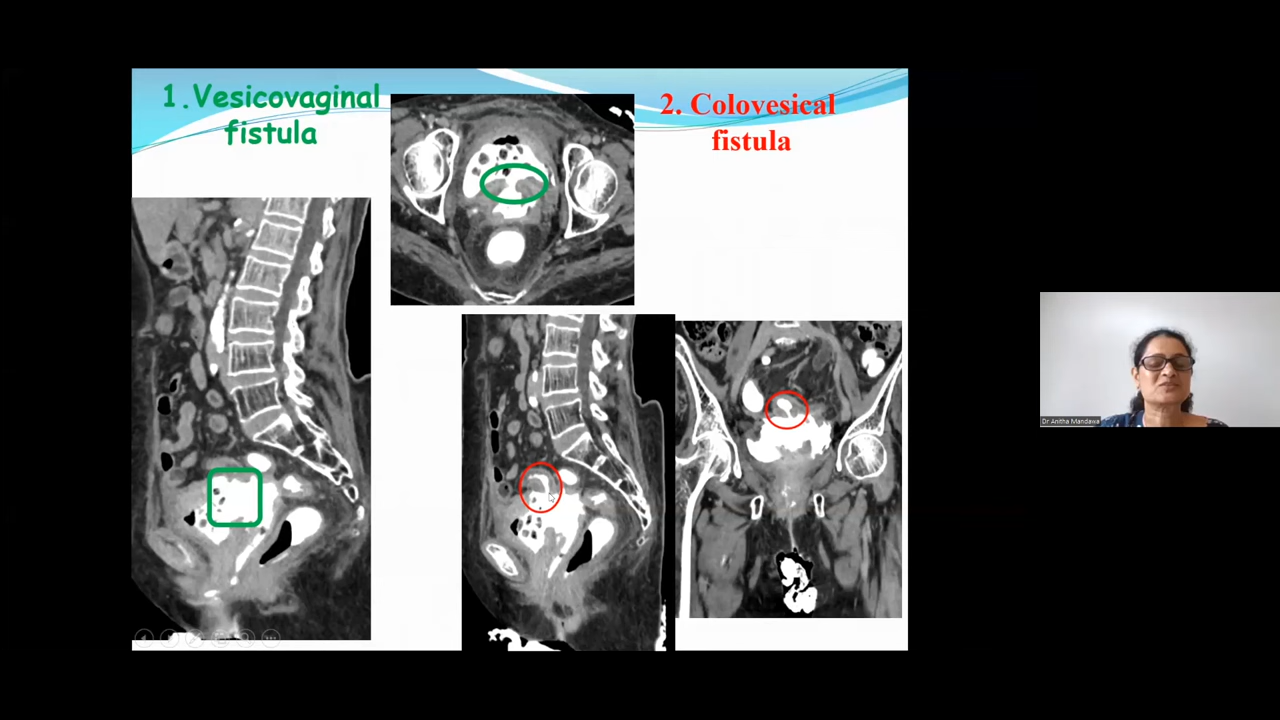 1.Vesicovaginal
fistula
2. Colovesical
fistula
Dr Anitha Mandava